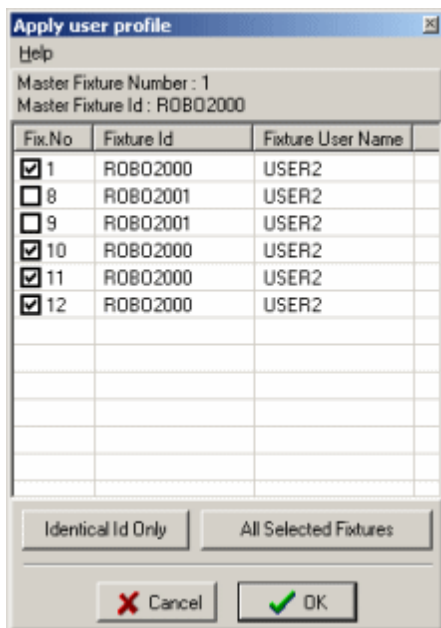 Apply user profile
Help
Master Fixture Number : 1
Master Fixture Id : ROBO2000
Fix.No Fixture Id Fixture User Name
1 ROBO2000 USER2
8 ROBO2001 USER2
9 ROBO2001 USER2
10 ROBO2000 USER2
11 ROBO2000 USER2
12 ROBO2000 USER2
Identical Id Only All Selected Fixtures
Cancel OK